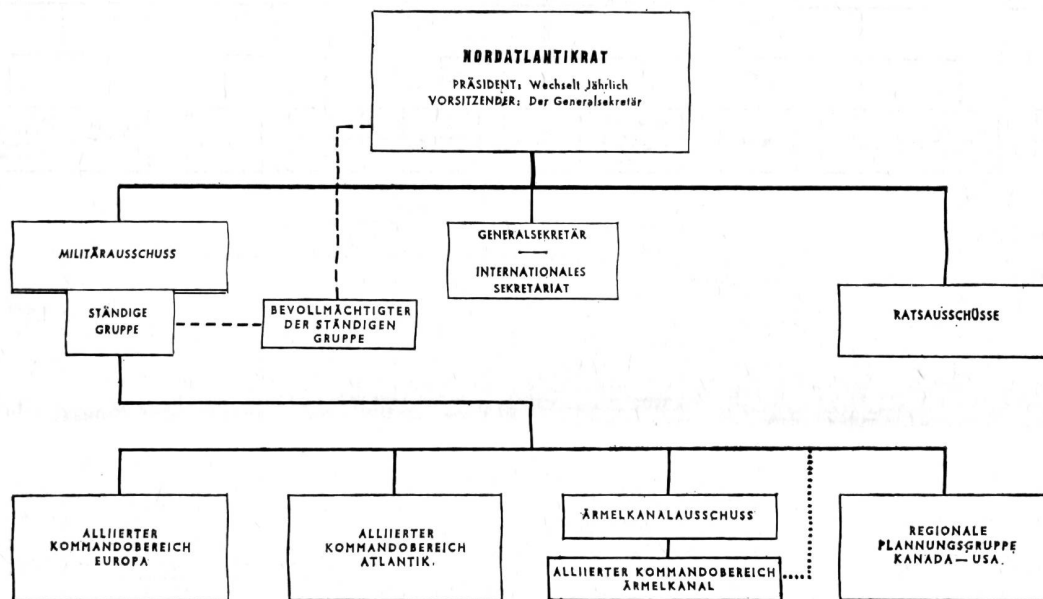 NORDATLANTIKRAT
PRÄSIDENT: Wechselt Jährlich
VORSITZENDER: Der Generalsekretär
MILITÄRAUSSCHUSS
GENERALSEKRETÄR
INTERNATIONALES
SEKRETARIAT
STÄNDIGE
GRUPPE
BEVOLLMÄCHTIGTER
DER STÄNDIGEN
GRUPPE
RATSAUSSCHÜSSE
ALLIIERTER
KOMMANDOBEREICH
EUROPA
ALLIIERTER
KOMMANDOBEREICH
ATLANTIK.
ÄRMELKANALAUSSCHUSS
ALLIIERTER KOMMANDOBEREICH
ÄRMELKANAL
REGIONALE
PLANNUNGSGRUPPE
KANADA — USA.